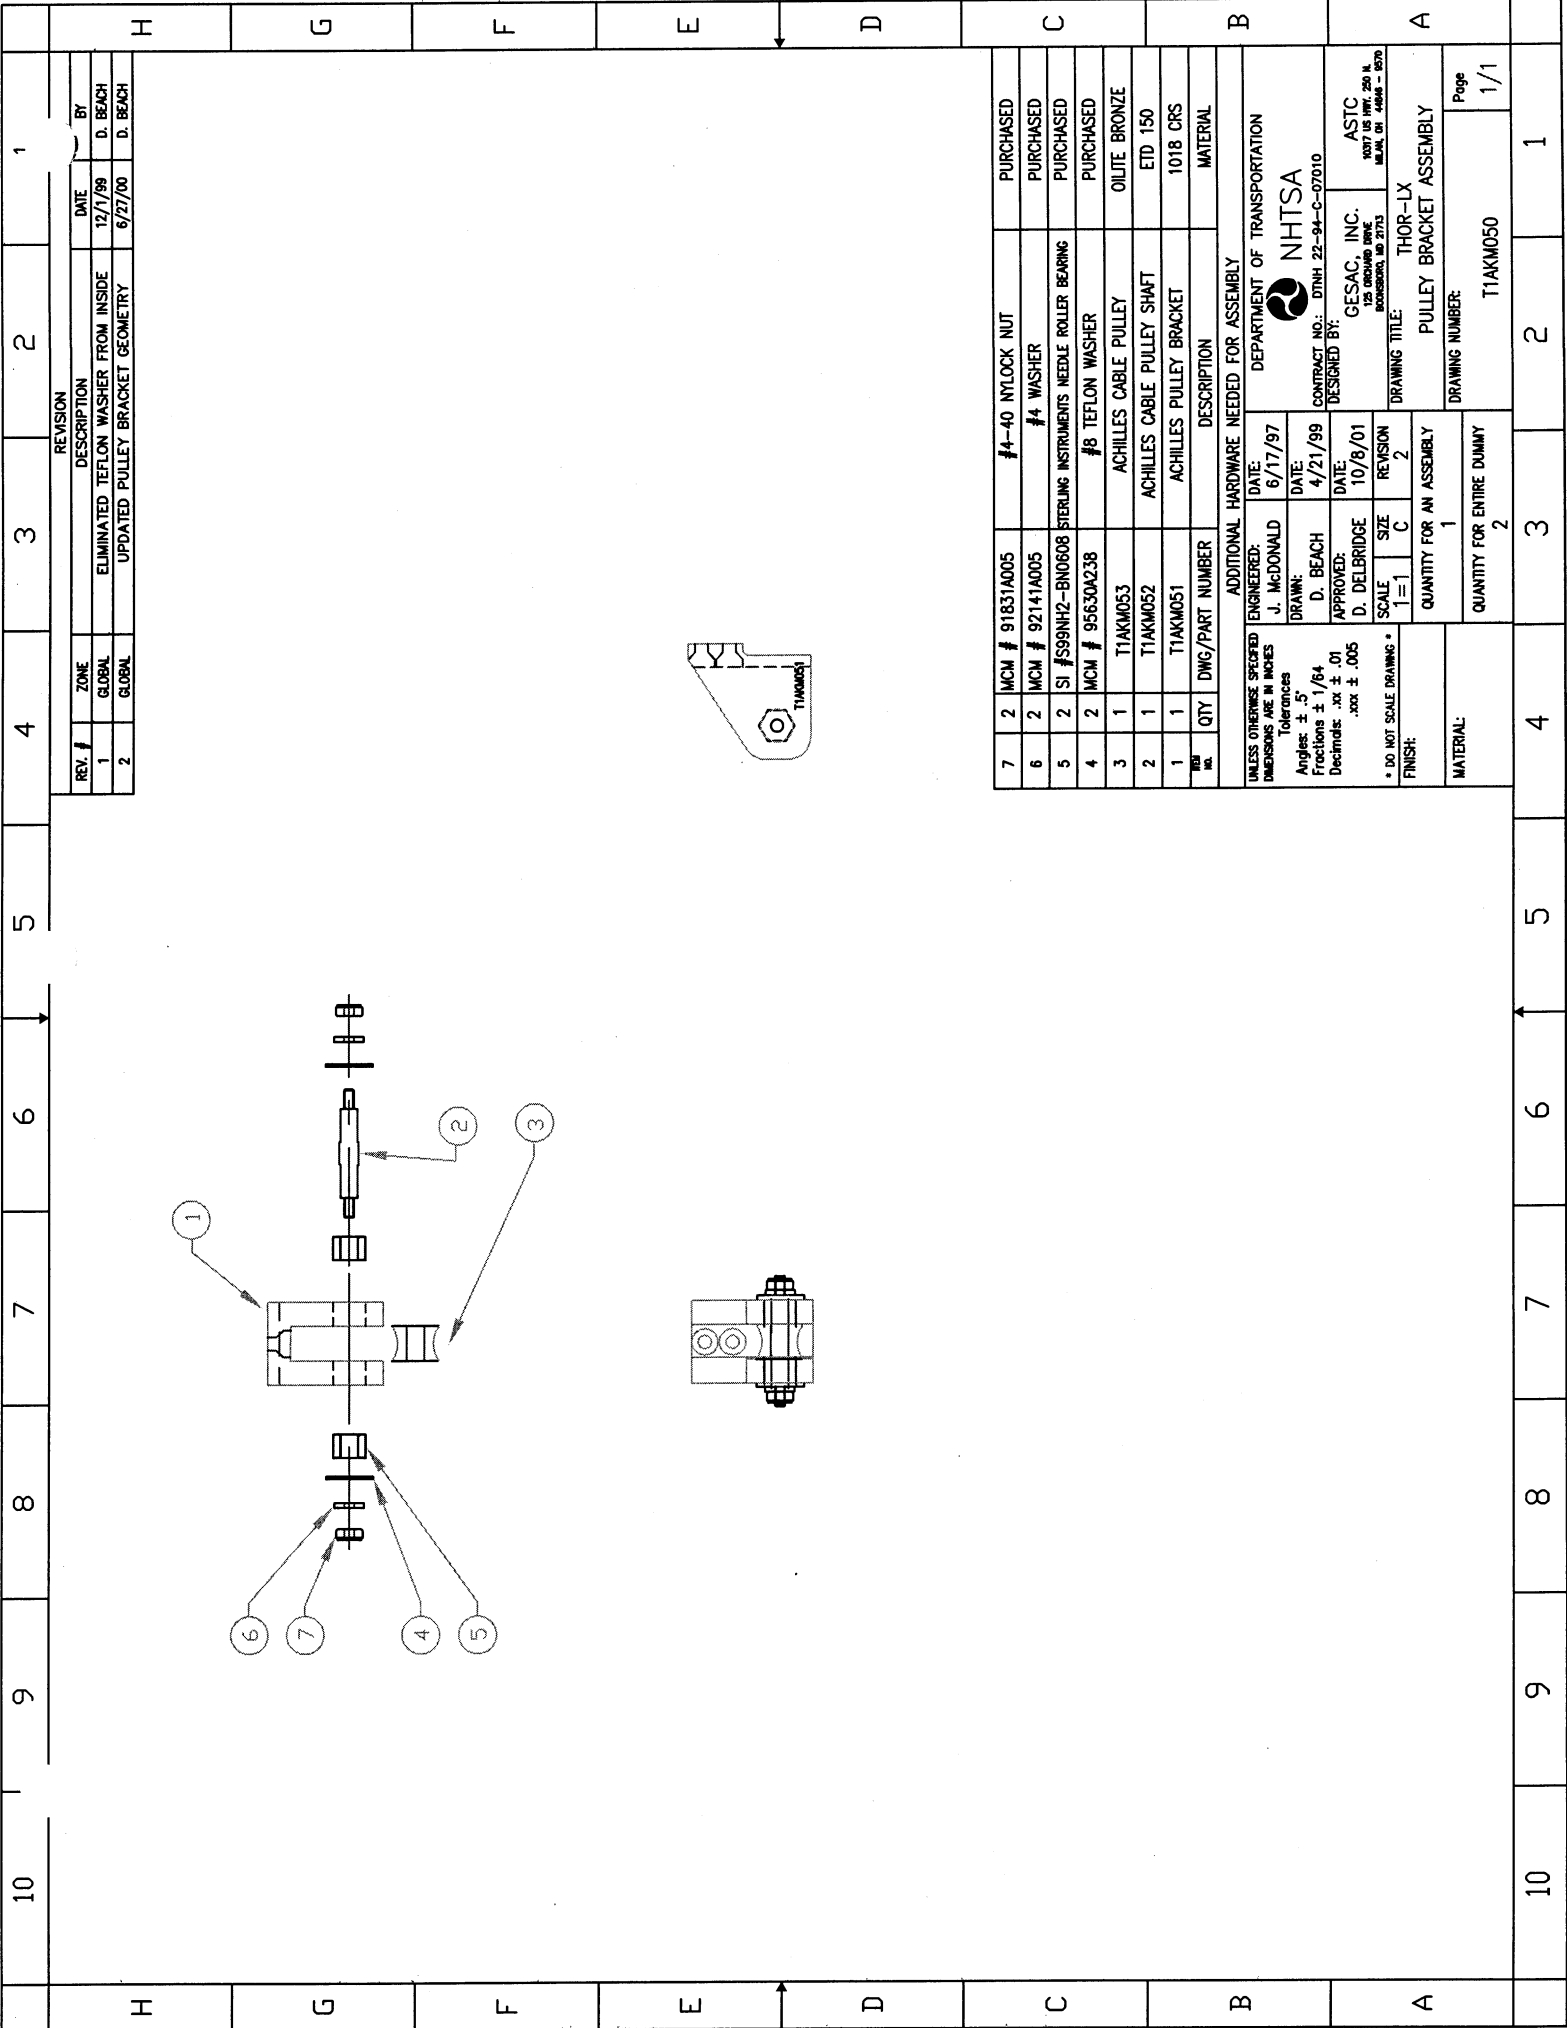 10 9 8 7 6 5 4 3 2 1
H
G
F
E
D
C
B
A
REVISION
REV. # ZONE DESCRIPTION DATE BY
1 GLOBAL ELIMINATED TEFLON WASHER FROM INSIDE 12/1/99 D. BEACH
2 GLOBAL UPDATED PULLEY BRACKET GEOMETRY 6/27/00 D. BEACH
1
2
3
6
7
4
5
T1AKM051
7 2 MCM # 91831A005 #4-40 NYLOCK NUT PURCHASED
6 2 MCM # 92141A005 #4 WASHER PURCHASED
5 2 SI #S99NH2-BN0608 STERLING INSTRUMENTS NEEDLE ROLLER BEARING PURCHASED
4 2 MCM # 95630A238 #8 TEFLON WASHER PURCHASED
3 1 T1AKM053 ACHILLES CABLE PULLEY OILITE BRONZE
2 1 T1AKM052 ACHILLES CABLE PULLEY SHAFT ETD 150
1 1 T1AKM051 ACHILLES PULLEY BRACKET 1018 CRS
ITEM NO. QTY DWG/PART NUMBER DESCRIPTION MATERIAL
ADDITIONAL HARDWARE NEEDED FOR ASSEMBLY
UNLESS OTHERWISE SPECIFIED
DIMENSIONS ARE IN INCHES
Tolerances
Angles: ± .5°
Fractions ± 1/64
Decimals: .xx ± .01
.xxx ± .005
* DO NOT SCALE DRAWING *
FINISH:
MATERIAL:
ENGINEERED:
J. McDONALD
DATE:
6/17/97
DRAWN:
D. BEACH
DATE:
4/21/99
APPROVED:
D. DELBRIDGE
DATE:
10/8/01
SCALE
1=1
SIZE
C
REVISION
2
QUANTITY FOR AN ASSEMBLY
1
QUANTITY FOR ENTIRE DUMMY
2
DEPARTMENT OF TRANSPORTATION
NHTSA
CONTRACT NO.: DTNH 22-94-C-07010
DESIGNED BY:
GESAC, INC.
125 ORCHARD DRIVE
BOONSBORO, MD 21713
ASTC
10317 US HWY. 250 N.
MILAN, OH 44846 - 9570
DRAWING TITLE:
THOR-LX
PULLEY BRACKET ASSEMBLY
DRAWING NUMBER:
T1AKM050
Page
1/1
H
G
F
E
D
C
B
A
10 9 8 7 6 5 4 3 2 1